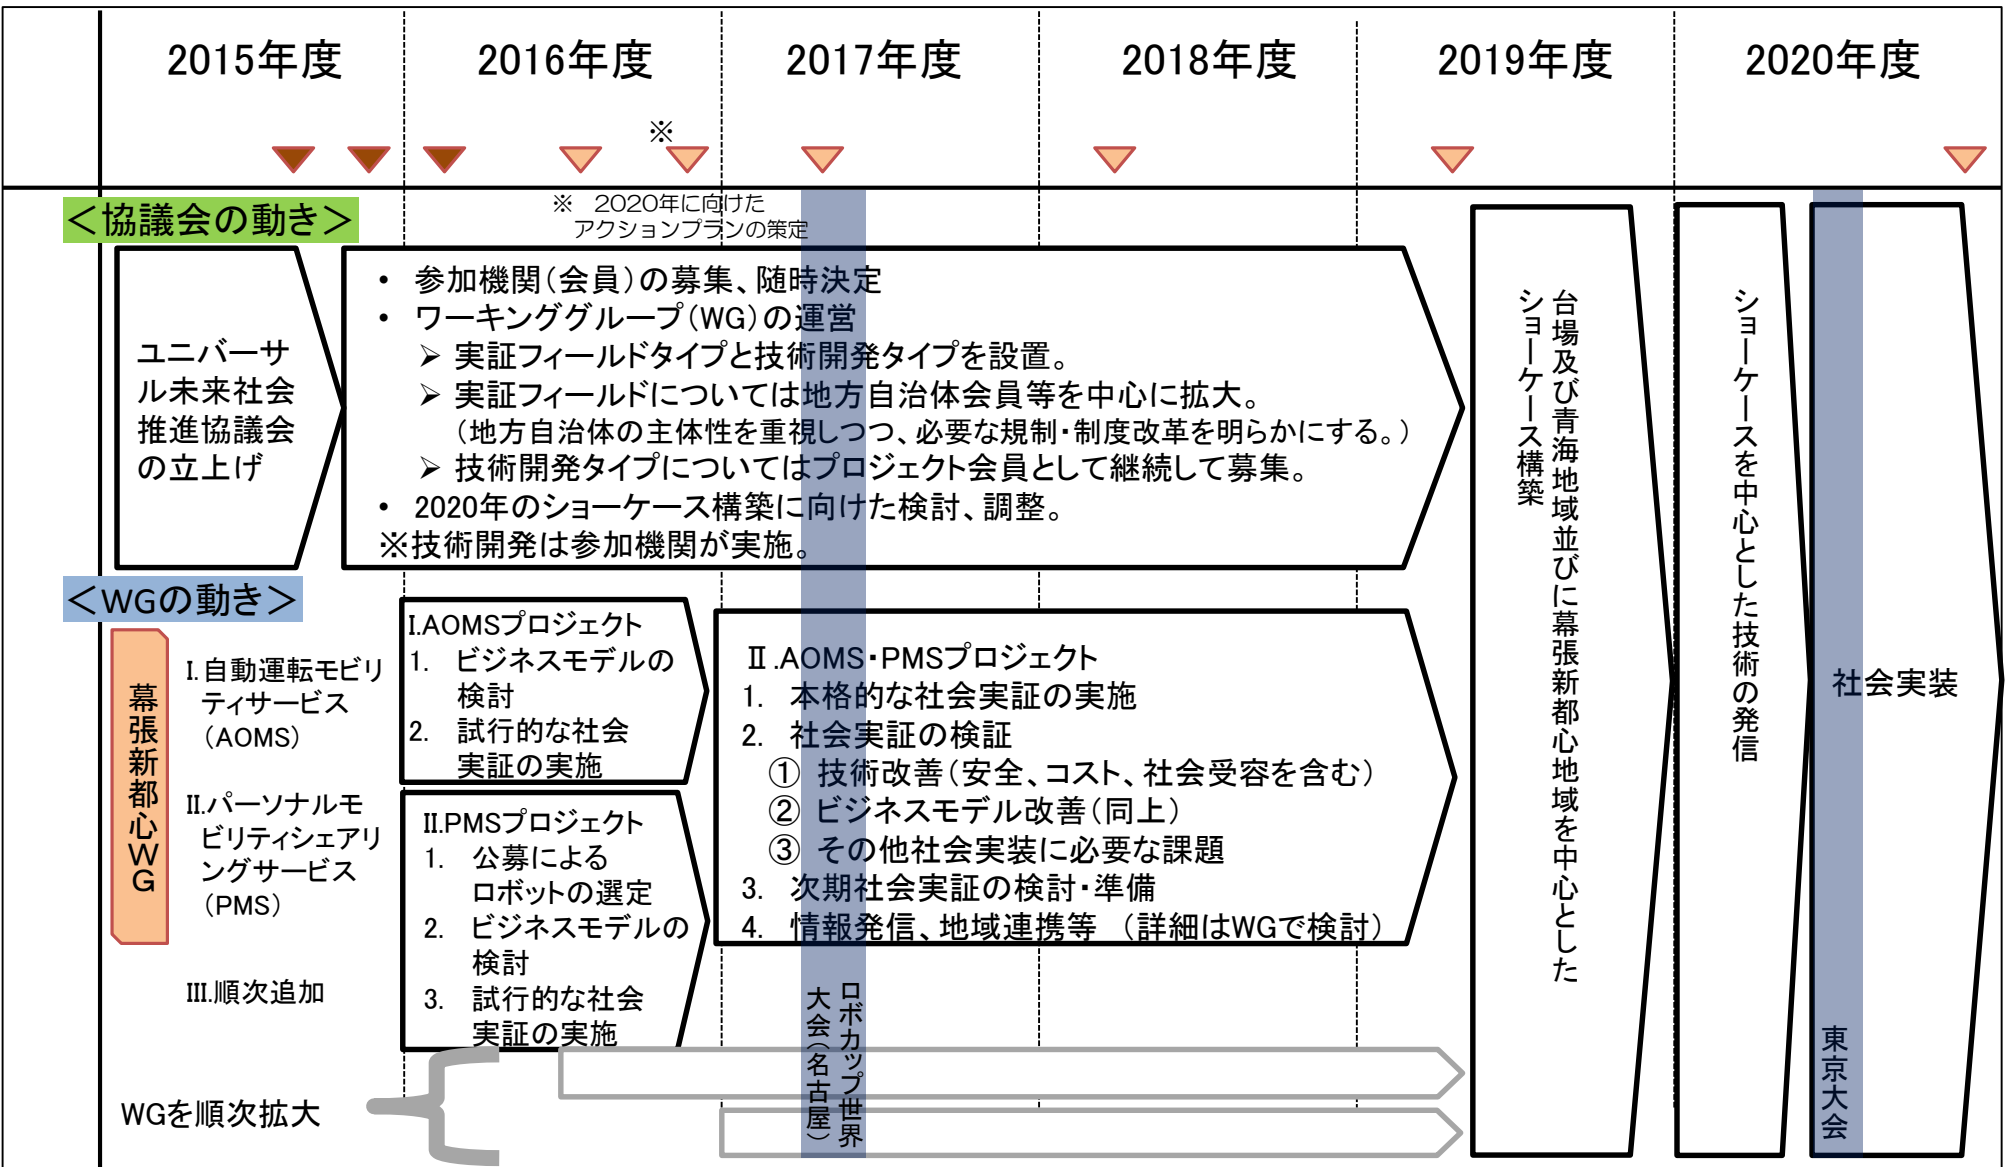 2015年度
2016年度
2017年度
2018年度
2019年度
2020年度
※
※　2020年に向けた
アクションプランの策定
＜協議会の動き＞
ユニバーサ
ル未来社会
推進協議会
の立上げ
• 参加機関（会員）の募集、随時決定
• ワーキンググループ（WG）の運営
➢ 実証フィールドタイプと技術開発タイプを設置。
➢ 実証フィールドについては地方自治体会員等を中心に拡大。
（地方自治体の主体性を重視しつつ、必要な規制・制度改革を明らかにする。）
➢ 技術開発タイプについてはプロジェクト会員として継続して募集。
• 2020年のショーケース構築に向けた検討、調整。
※技術開発は参加機関が実施。
台場及び青海地域並びに幕張新都心地域を中心とした
ショーケース構築
ショーケースを中心とした技術の発信
社会実装
＜WGの動き＞
幕張新都心WG
I.自動運転モビリ
ティサービス
（AOMS）
II.パーソナルモ
ビリティシェアリ
ングサービス
（PMS）
III.順次追加
I.AOMSプロジェクト
1. ビジネスモデルの
検討
2. 試行的な社会
実証の実施
II.PMSプロジェクト
1. 公募による
ロボットの選定
2. ビジネスモデルの
検討
3. 試行的な社会
実証の実施
Ⅱ.AOMS・PMSプロジェクト
1. 本格的な社会実証の実施
2. 社会実証の検証
① 技術改善（安全、コスト、社会受容を含む）
② ビジネスモデル改善（同上）
③ その他社会実装に必要な課題
3. 次期社会実証の検討・準備
4. 情報発信、地域連携等　（詳細はWGで検討）
ロボカップ世界
大会（名古屋）
東京大会
WGを順次拡大